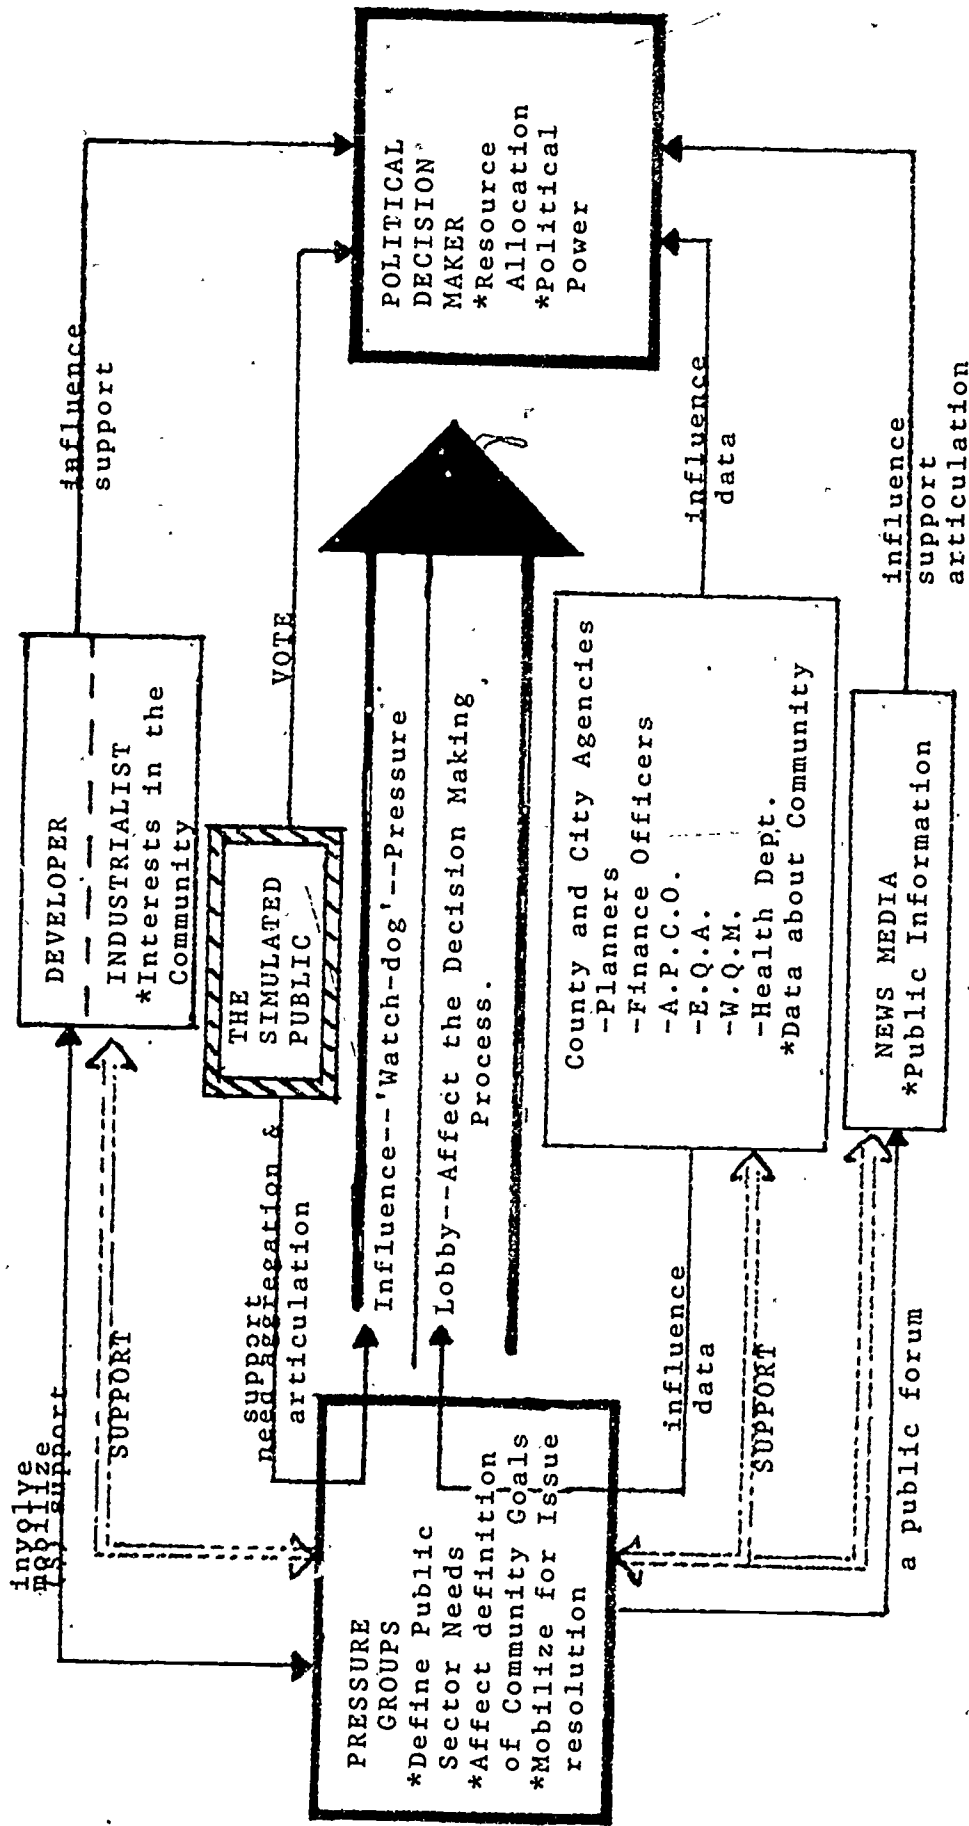 involve
mobilize
support
SUPPORT
influence
support
DEVELOPER
INDUSTRIALIST
*Interests in the
Community
THE
SIMULATED
PUBLIC
VOTE
support
need aggregation &
articulation
PRESSURE
GROUPS
*Define Public
Sector Needs
*Affect definition
of Community Goals
*Mobilize for Issue
resolution
Influence--'Watch-dog'--Pressure
Lobby--Affect the Decision Making
Process.
POLITICAL
DECISION
MAKER
*Resource
Allocation
*Political
Power
influence
data
SUPPORT
County and City Agencies
-Planners
-Finance Officers
-A.P.C.O.
-E.Q.A.
-W.Q.M.
-Health Dept.
*Data about Community
influence
data
a public forum
NEWS MEDIA
*Public Information
influence
support
articulation